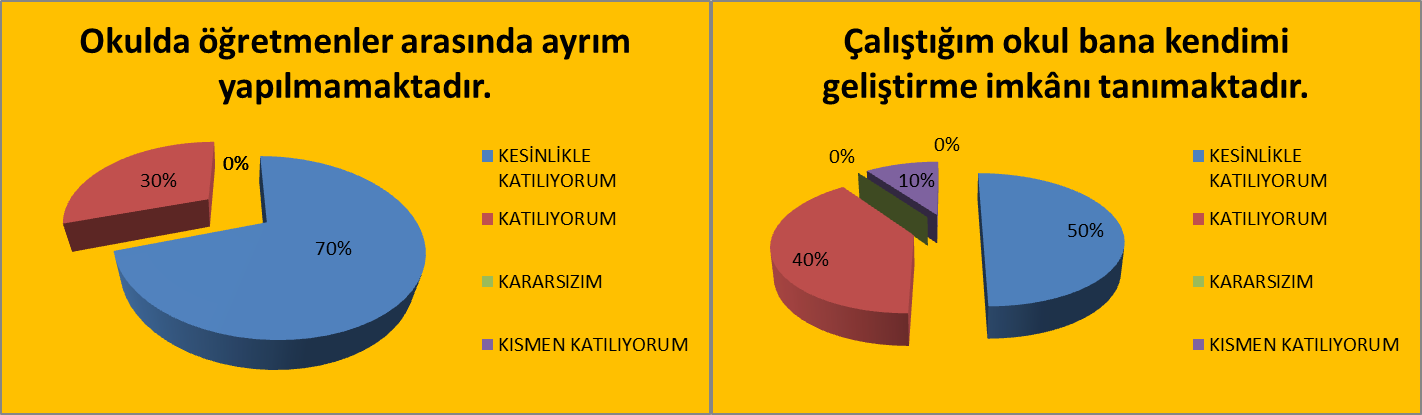 Okulda öğretmenler arasında ayrım
yapılmamaktadır.
30%
0%
70%
KESİNLİKLE
KATILIYORUM
KATILIYORUM
KARARSIZIM
KISMEN KATILIYORUM
Çalıştığım okul bana kendimi
geliştirme imkânı tanımaktadır.
0%
0%
10%
50%
40%
KESİNLİKLE
KATILIYORUM
KATILIYORUM
KARARSIZIM
KISMEN KATILIYORUM